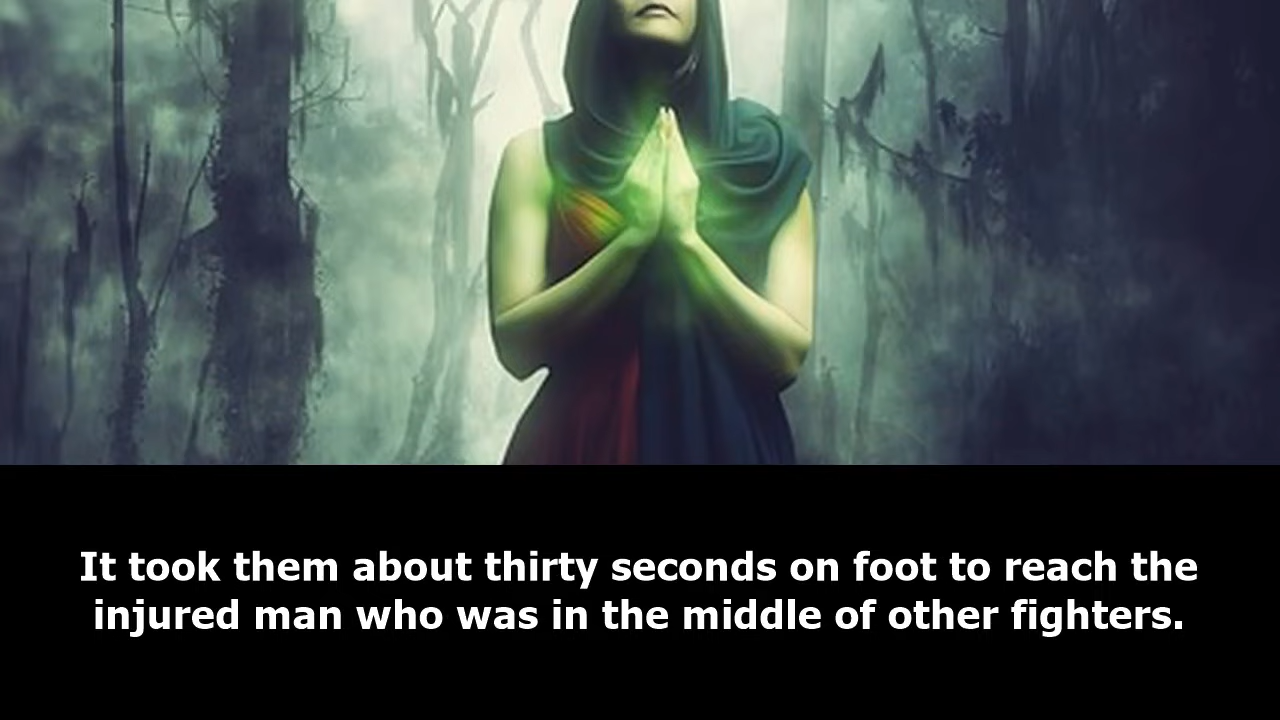 It took them about thirty seconds on foot to reach the
injured man who was in the middle of other fighters.